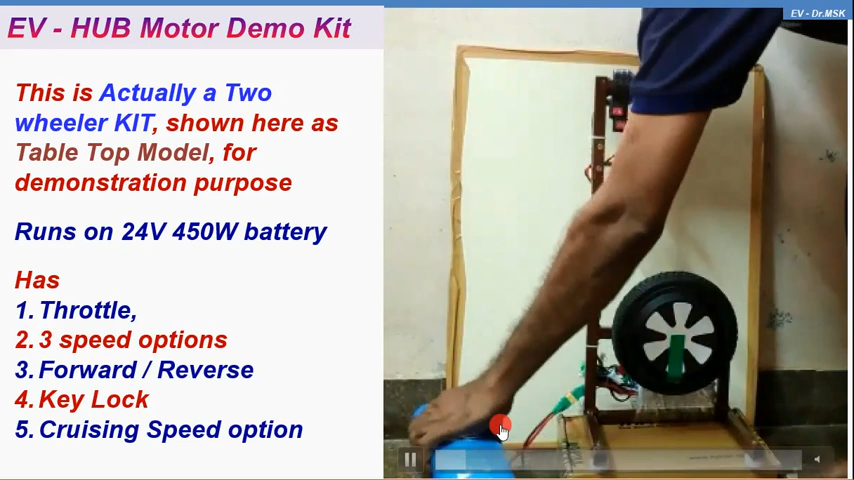 EV - HUB Motor Demo Kit
EV - Dr.MSK
This is Actually a Two
wheeler KIT, shown here as
Table Top Model, for
demonstration purpose
Runs on 24V 450W battery
Has
1. Throttle,
2. 3 speed options
3. Forward / Reverse
4. Key Lock
5. Cruising Speed option